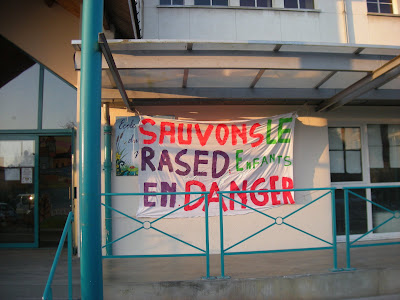 SAUVONS LE
RASED, ENFANTS
EN DANGER